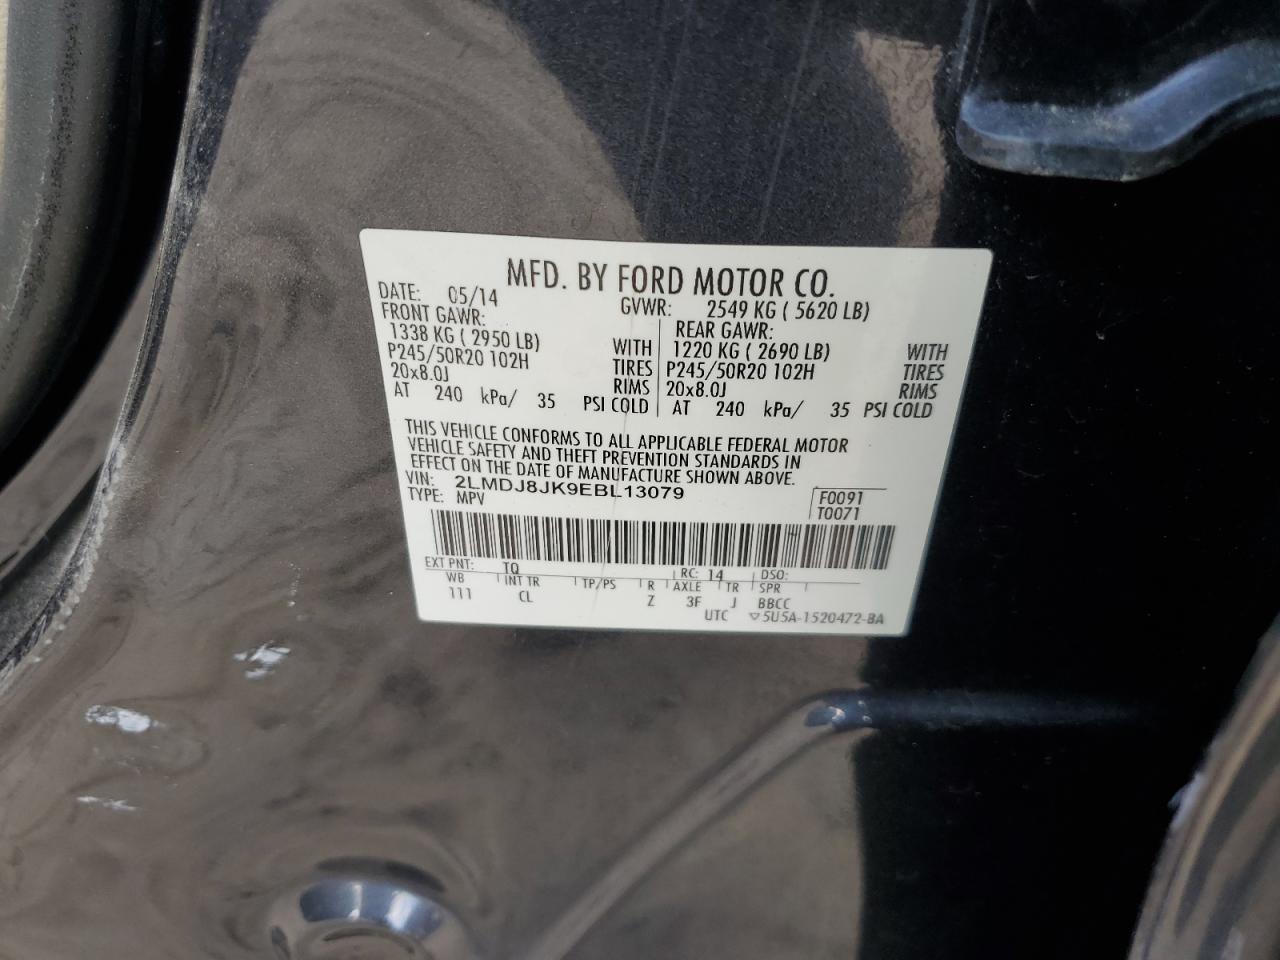 MFD. BY FORD MOTOR CO.
DATE: 05/14 GVWR: 2549 KG ( 5620 LB)
FRONT GAWR: REAR GAWR:
1338 KG ( 2950 LB) WITH 1220 KG ( 2690 LB) WITH
P245/50R20 102H TIRES P245/50R20 102H TIRES
20x8.0J RIMS 20x8.0J RIMS
AT 240 kPa/ 35 PSI COLD AT 240 kPa/ 35 PSI COLD
THIS VEHICLE CONFORMS TO ALL APPLICABLE FEDERAL MOTOR
VEHICLE SAFETY AND THEFT PREVENTION STANDARDS IN
EFFECT ON THE DATE OF MANUFACTURE SHOWN ABOVE.
VIN: 2LMDJ8JK9EBL13079 F0091
TYPE: MPV T0071
EXT PNT: TQ RC: 14 DSO:
WB INT TR TP/PS R AXLE TR SPR
111 CL Z 3F J BBCC
UTC ▽5U5A-1520472-BA